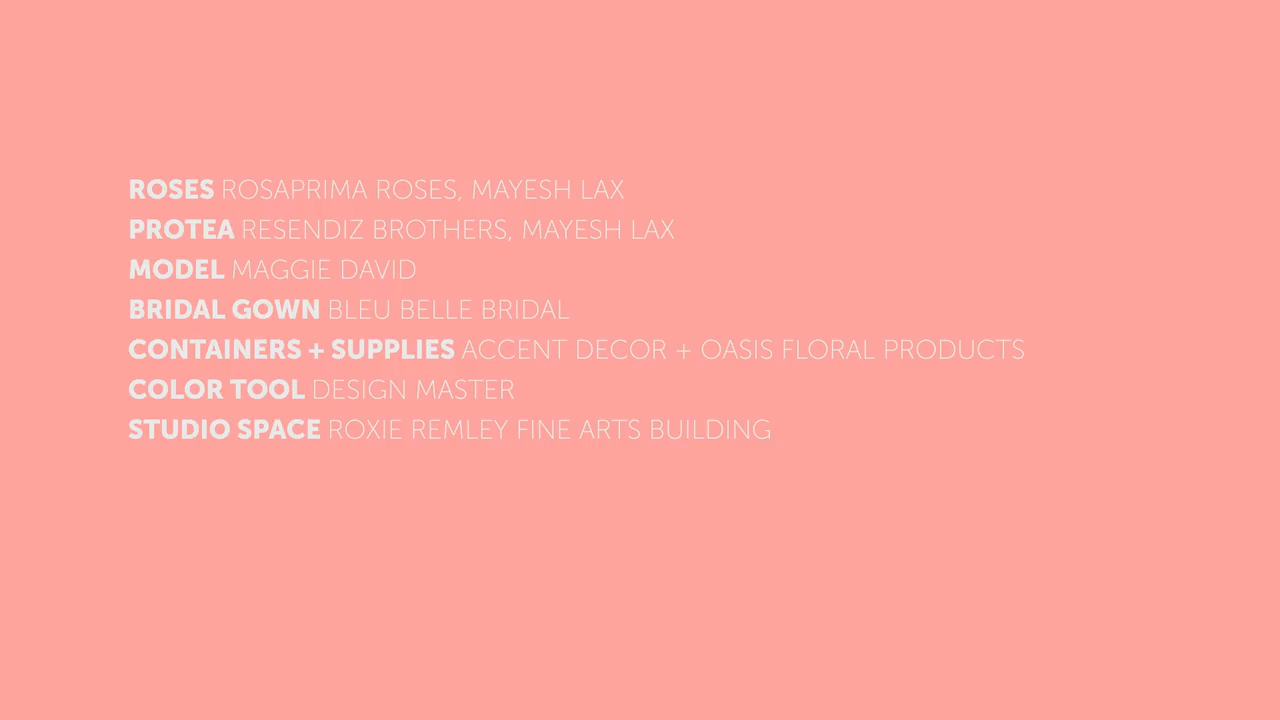 ROSES ROSAPRIMA ROSES, MAYESH LAX
PROTEA RESENDIZ BROTHERS, MAYESH LAX
MODEL MAGGIE DAVID
BRIDAL GOWN BLEU BELLE BRIDAL
CONTAINERS + SUPPLIES ACCENT DECOR + OASIS FLORAL PRODUCTS
COLOR TOOL DESIGN MASTER
STUDIO SPACE ROXIE REMLEY FINE ARTS BUILDING